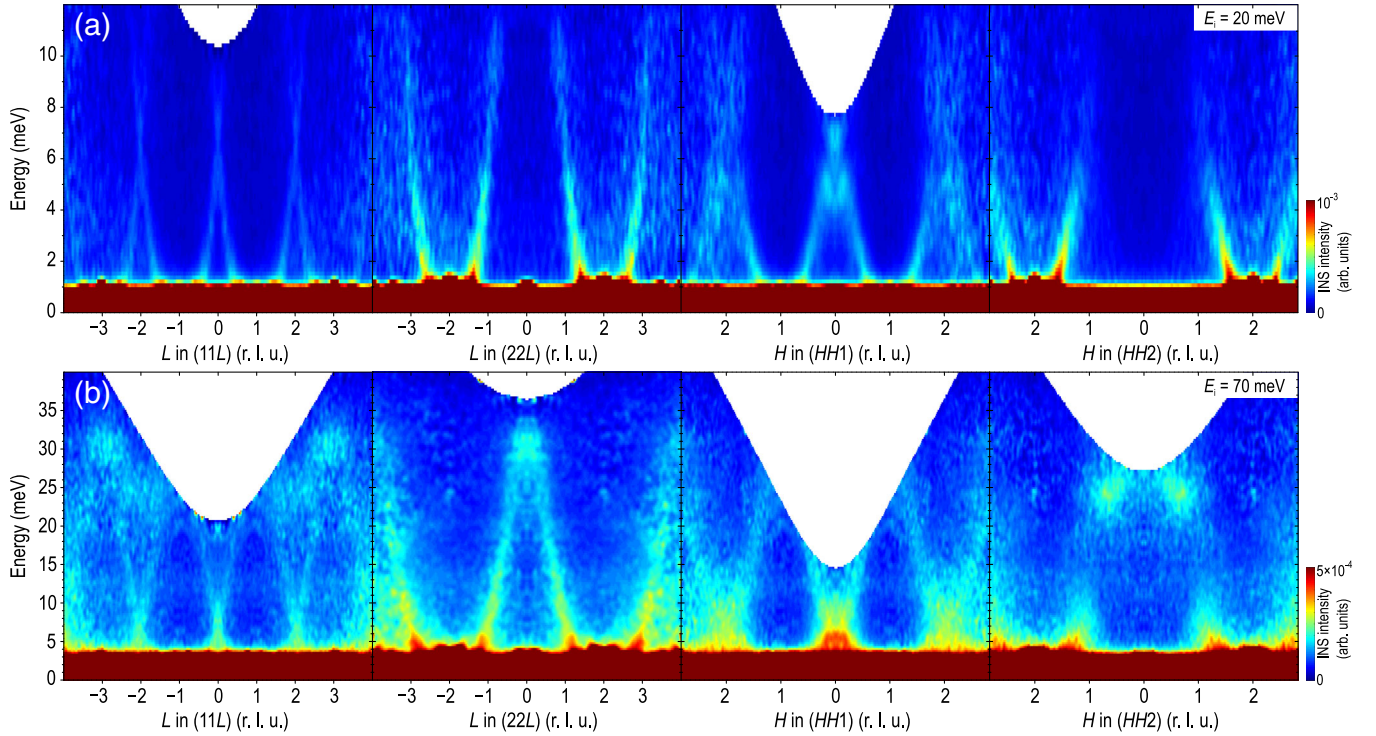 (a)
E_i = 20 meV
Energy (meV)
10
8
6
4
2
0
−3 −2 −1 0 1 2 3
−3 −2 −1 0 1 2 3
2 1 0 1 2
2 1 0 1 2
L in (11L) (r. l. u.)
L in (22L) (r. l. u.)
H in (HH1) (r. l. u.)
H in (HH2) (r. l. u.)
10⁻³
0
INS intensity
(arb. units)
(b)
E_i = 70 meV
Energy (meV)
35
30
25
20
15
10
5
0
−3 −2 −1 0 1 2 3
−3 −2 −1 0 1 2 3
2 1 0 1 2
2 1 0 1 2
L in (11L) (r. l. u.)
L in (22L) (r. l. u.)
H in (HH1) (r. l. u.)
H in (HH2) (r. l. u.)
5×10⁻⁴
0
INS intensity
(arb. units)